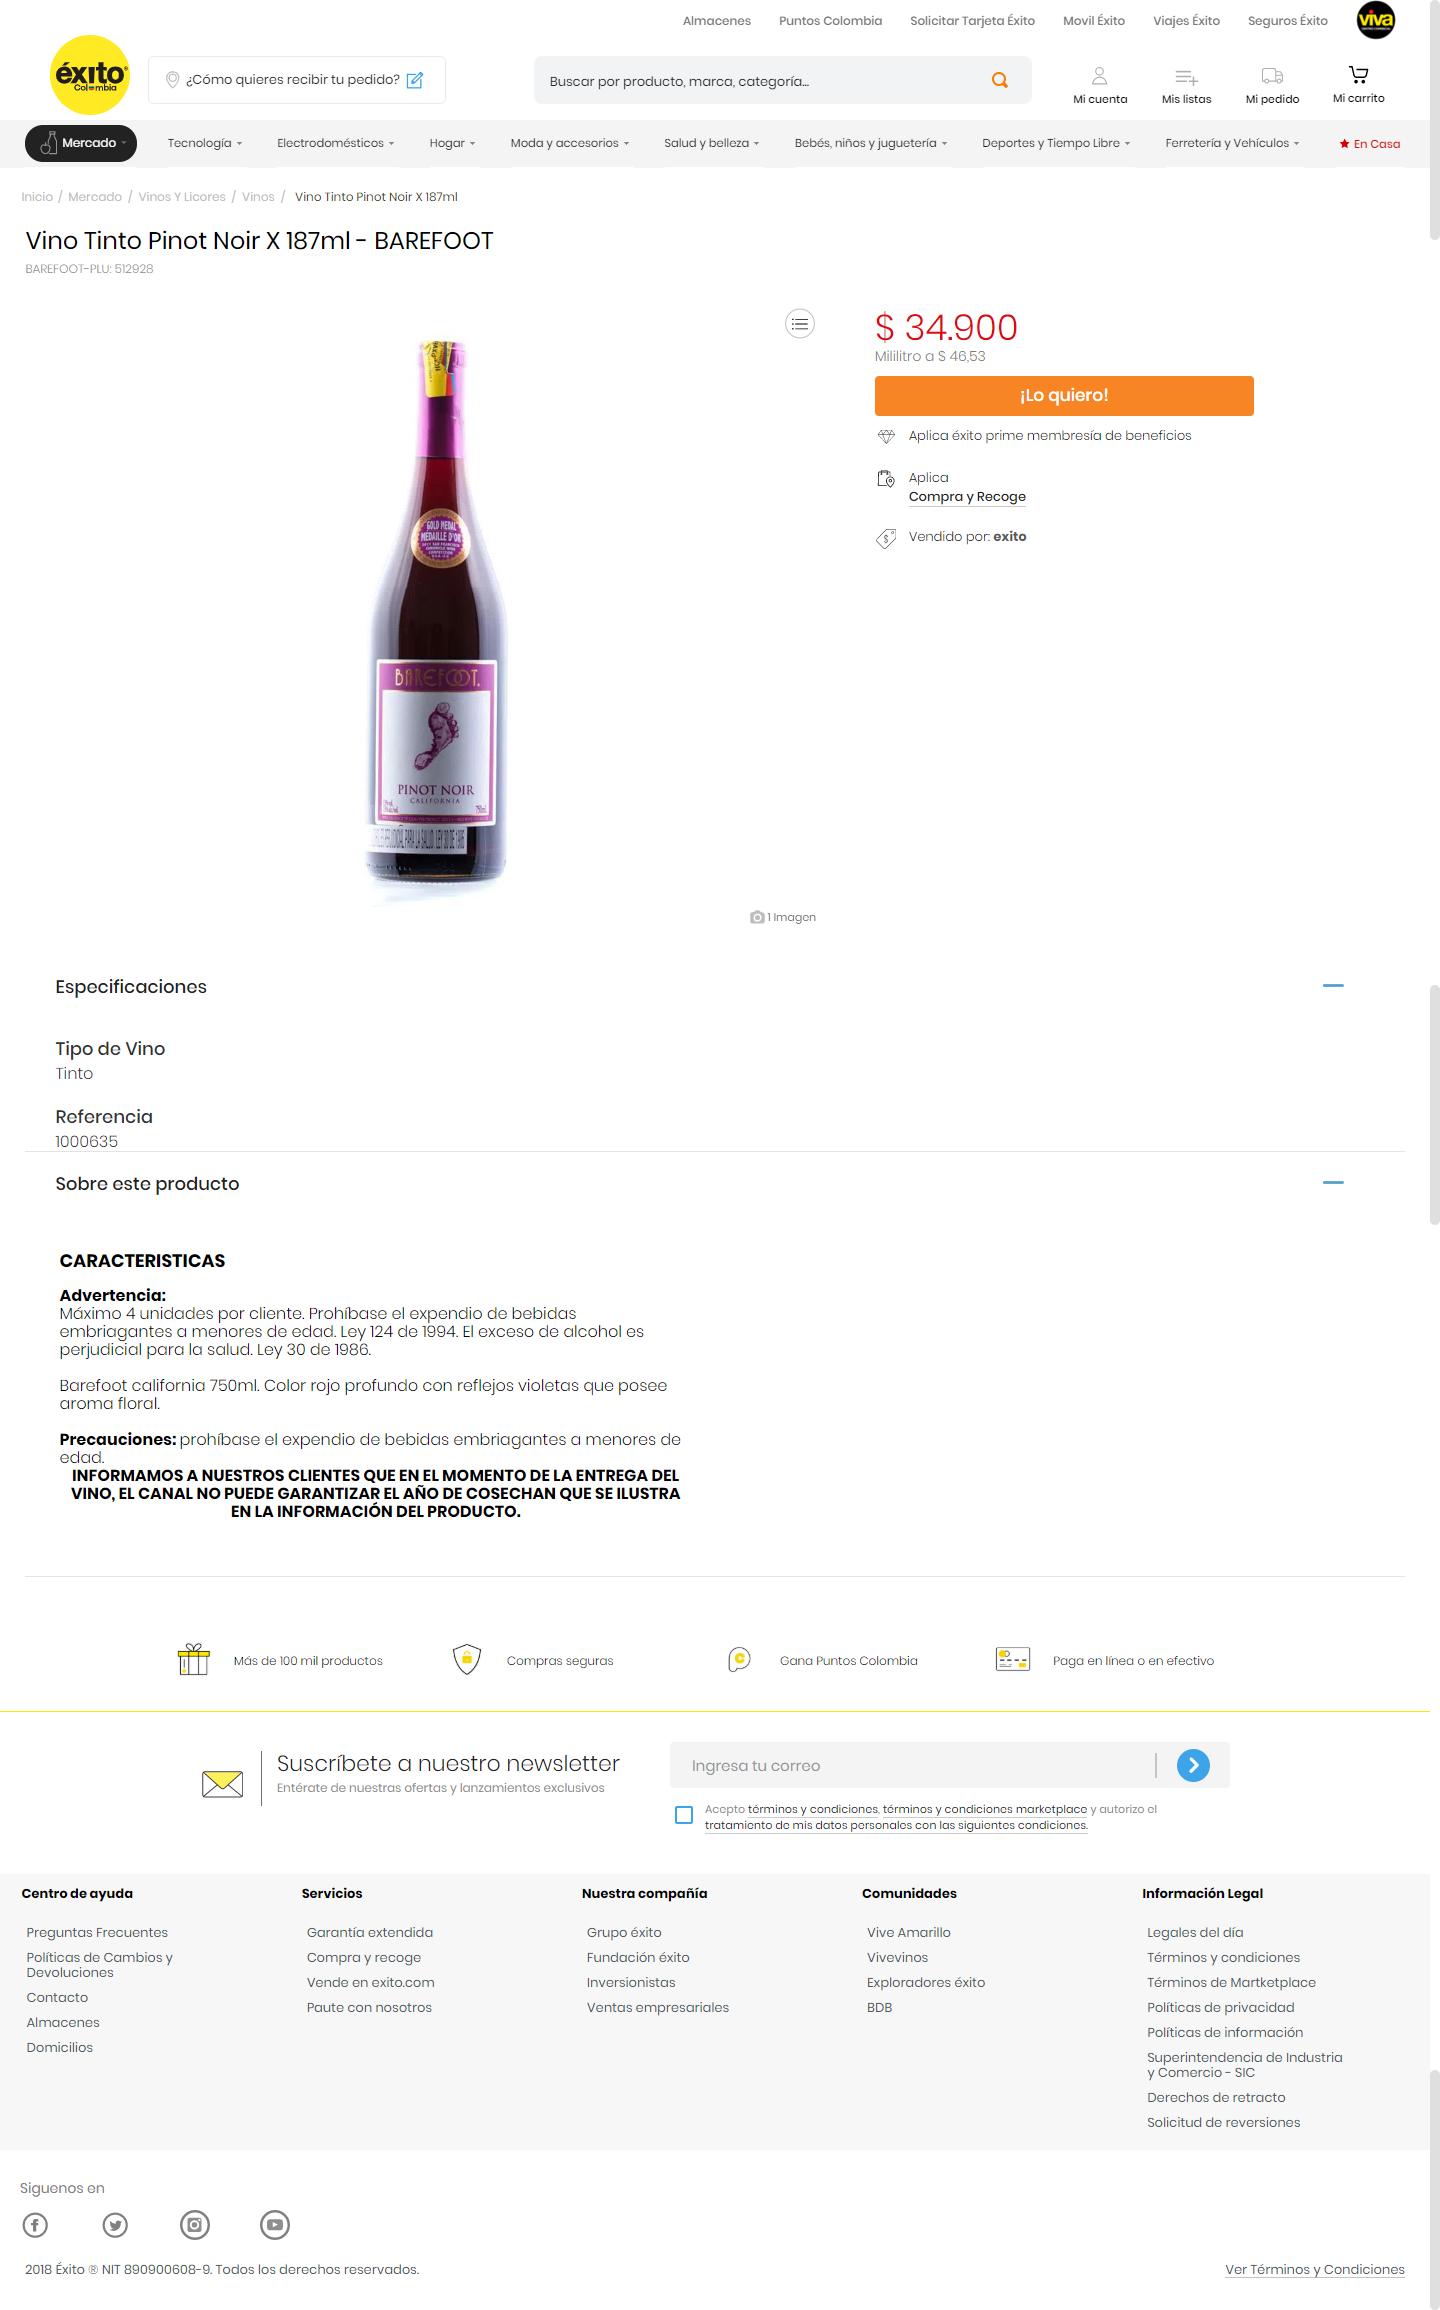 Almacenes Puntos Colombia Solicitar Tarjeta Éxito Movil Éxito Viajes Éxito Seguros Éxito viva
éxito
Colombia
¿Cómo quieres recibir tu pedido?
Buscar por producto, marca, categoría...
Mi cuenta Mis listas Mi pedido Mi carrito
Mercado Tecnología Electrodomésticos Hogar Moda y accesorios Salud y belleza Bebés, niños y juguetería Deportes y Tiempo Libre Ferretería y Vehículos En Casa
Inicio / Mercado / Vinos Y Licores / Vinos / Vino Tinto Pinot Noir X 187ml
Vino Tinto Pinot Noir X 187ml - BAREFOOT
BAREFOOT-PLU: 512928
GOLD MEDAL
MEDAILLE D'OR
BAREFOOT.
PINOT NOIR
CALIFORNIA
750mL
PARA LA SALUD. LEY 30 DE 1986
1 Imagen
$ 34.900
Mililitro a $ 46,53
¡Lo quiero!
Aplica éxito prime membresía de beneficios
Aplica
Compra y Recoge
Vendido por: exito
Especificaciones
Tipo de Vino
Tinto
Referencia
1000635
Sobre este producto
CARACTERISTICAS
Advertencia:
Máximo 4 unidades por cliente. Prohíbase el expendio de bebidas
embriagantes a menores de edad. Ley 124 de 1994. El exceso de alcohol es
perjudicial para la salud. Ley 30 de 1986.
Barefoot california 750ml. Color rojo profundo con reflejos violetas que posee
aroma floral.
Precauciones: prohíbase el expendio de bebidas embriagantes a menores de
edad.
INFORMAMOS A NUESTROS CLIENTES QUE EN EL MOMENTO DE LA ENTREGA DEL
VINO, EL CANAL NO PUEDE GARANTIZAR EL AÑO DE COSECHAN QUE SE ILUSTRA
EN LA INFORMACIÓN DEL PRODUCTO.
Más de 100 mil productos Compras seguras Gana Puntos Colombia Paga en línea o en efectivo
Suscríbete a nuestro newsletter
Entérate de nuestras ofertas y lanzamientos exclusivos
Ingresa tu correo
Acepto términos y condiciones, términos y condiciones marketplace y autorizo el
tratamiento de mis datos personales con las siguientes condiciones.
Centro de ayuda
Preguntas Frecuentes
Políticas de Cambios y
Devoluciones
Contacto
Almacenes
Domicilios
Servicios
Garantía extendida
Compra y recoge
Vende en exito.com
Paute con nosotros
Nuestra compañía
Grupo éxito
Fundación éxito
Inversionistas
Ventas empresariales
Comunidades
Vive Amarillo
Vivevinos
Exploradores éxito
BDB
Información Legal
Legales del día
Términos y condiciones
Términos de Martketplace
Políticas de privacidad
Políticas de información
Superintendencia de Industria
y Comercio - SIC
Derechos de retracto
Solicitud de reversiones
Siguenos en
2018 Éxito ® NIT 890900608-9. Todos los derechos reservados.
Ver Términos y Condiciones